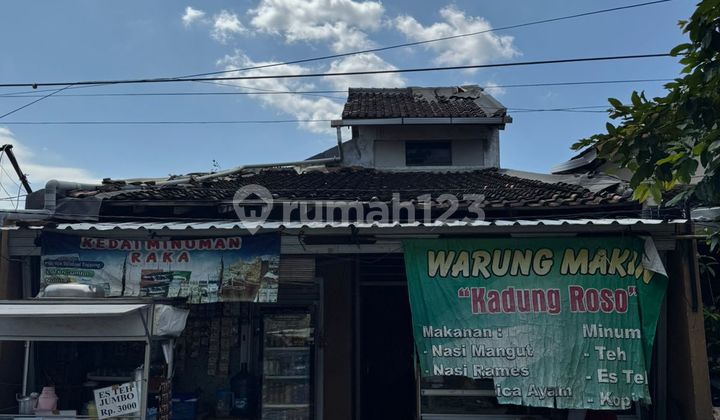 rumah123
KEDAI MINUMAN
RAKA
WARUNG MAKAN
"Kadung Roso"
Makanan :
- Nasi Mangut
- Nasi Rames
ica Ayam
Minum
- Teh
- Es Te
- Kop
ES TEH
JUMBO
Rp. 3000